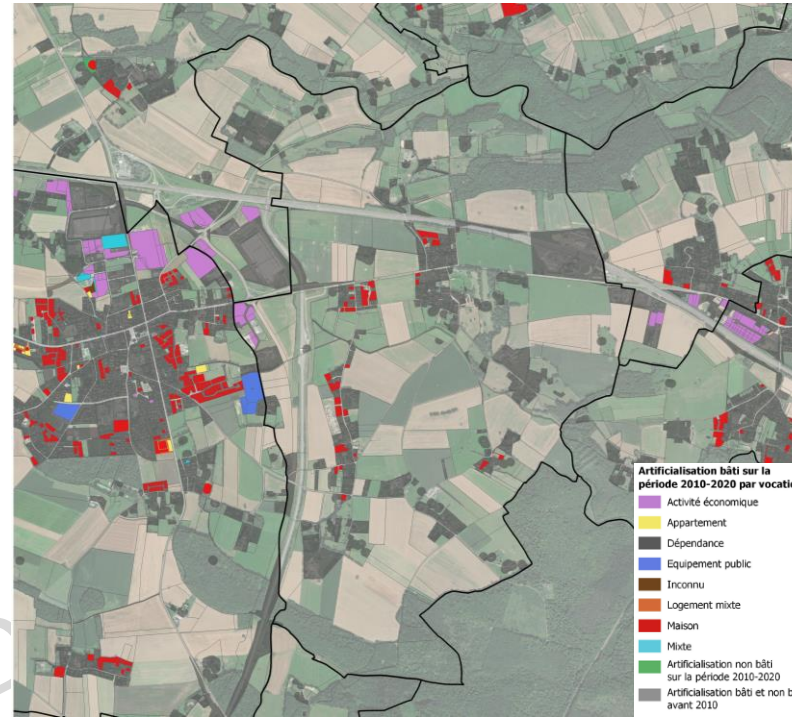 Artificialisation bâti sur la
période 2010-2020 par vocati
Activité économique
Appartement
Dépendance
Equipement public
Inconnu
Logement mixte
Maison
Mixte
Artificialisation non bâti
sur la période 2010-2020
Artificialisation bâti et non b
avant 2010